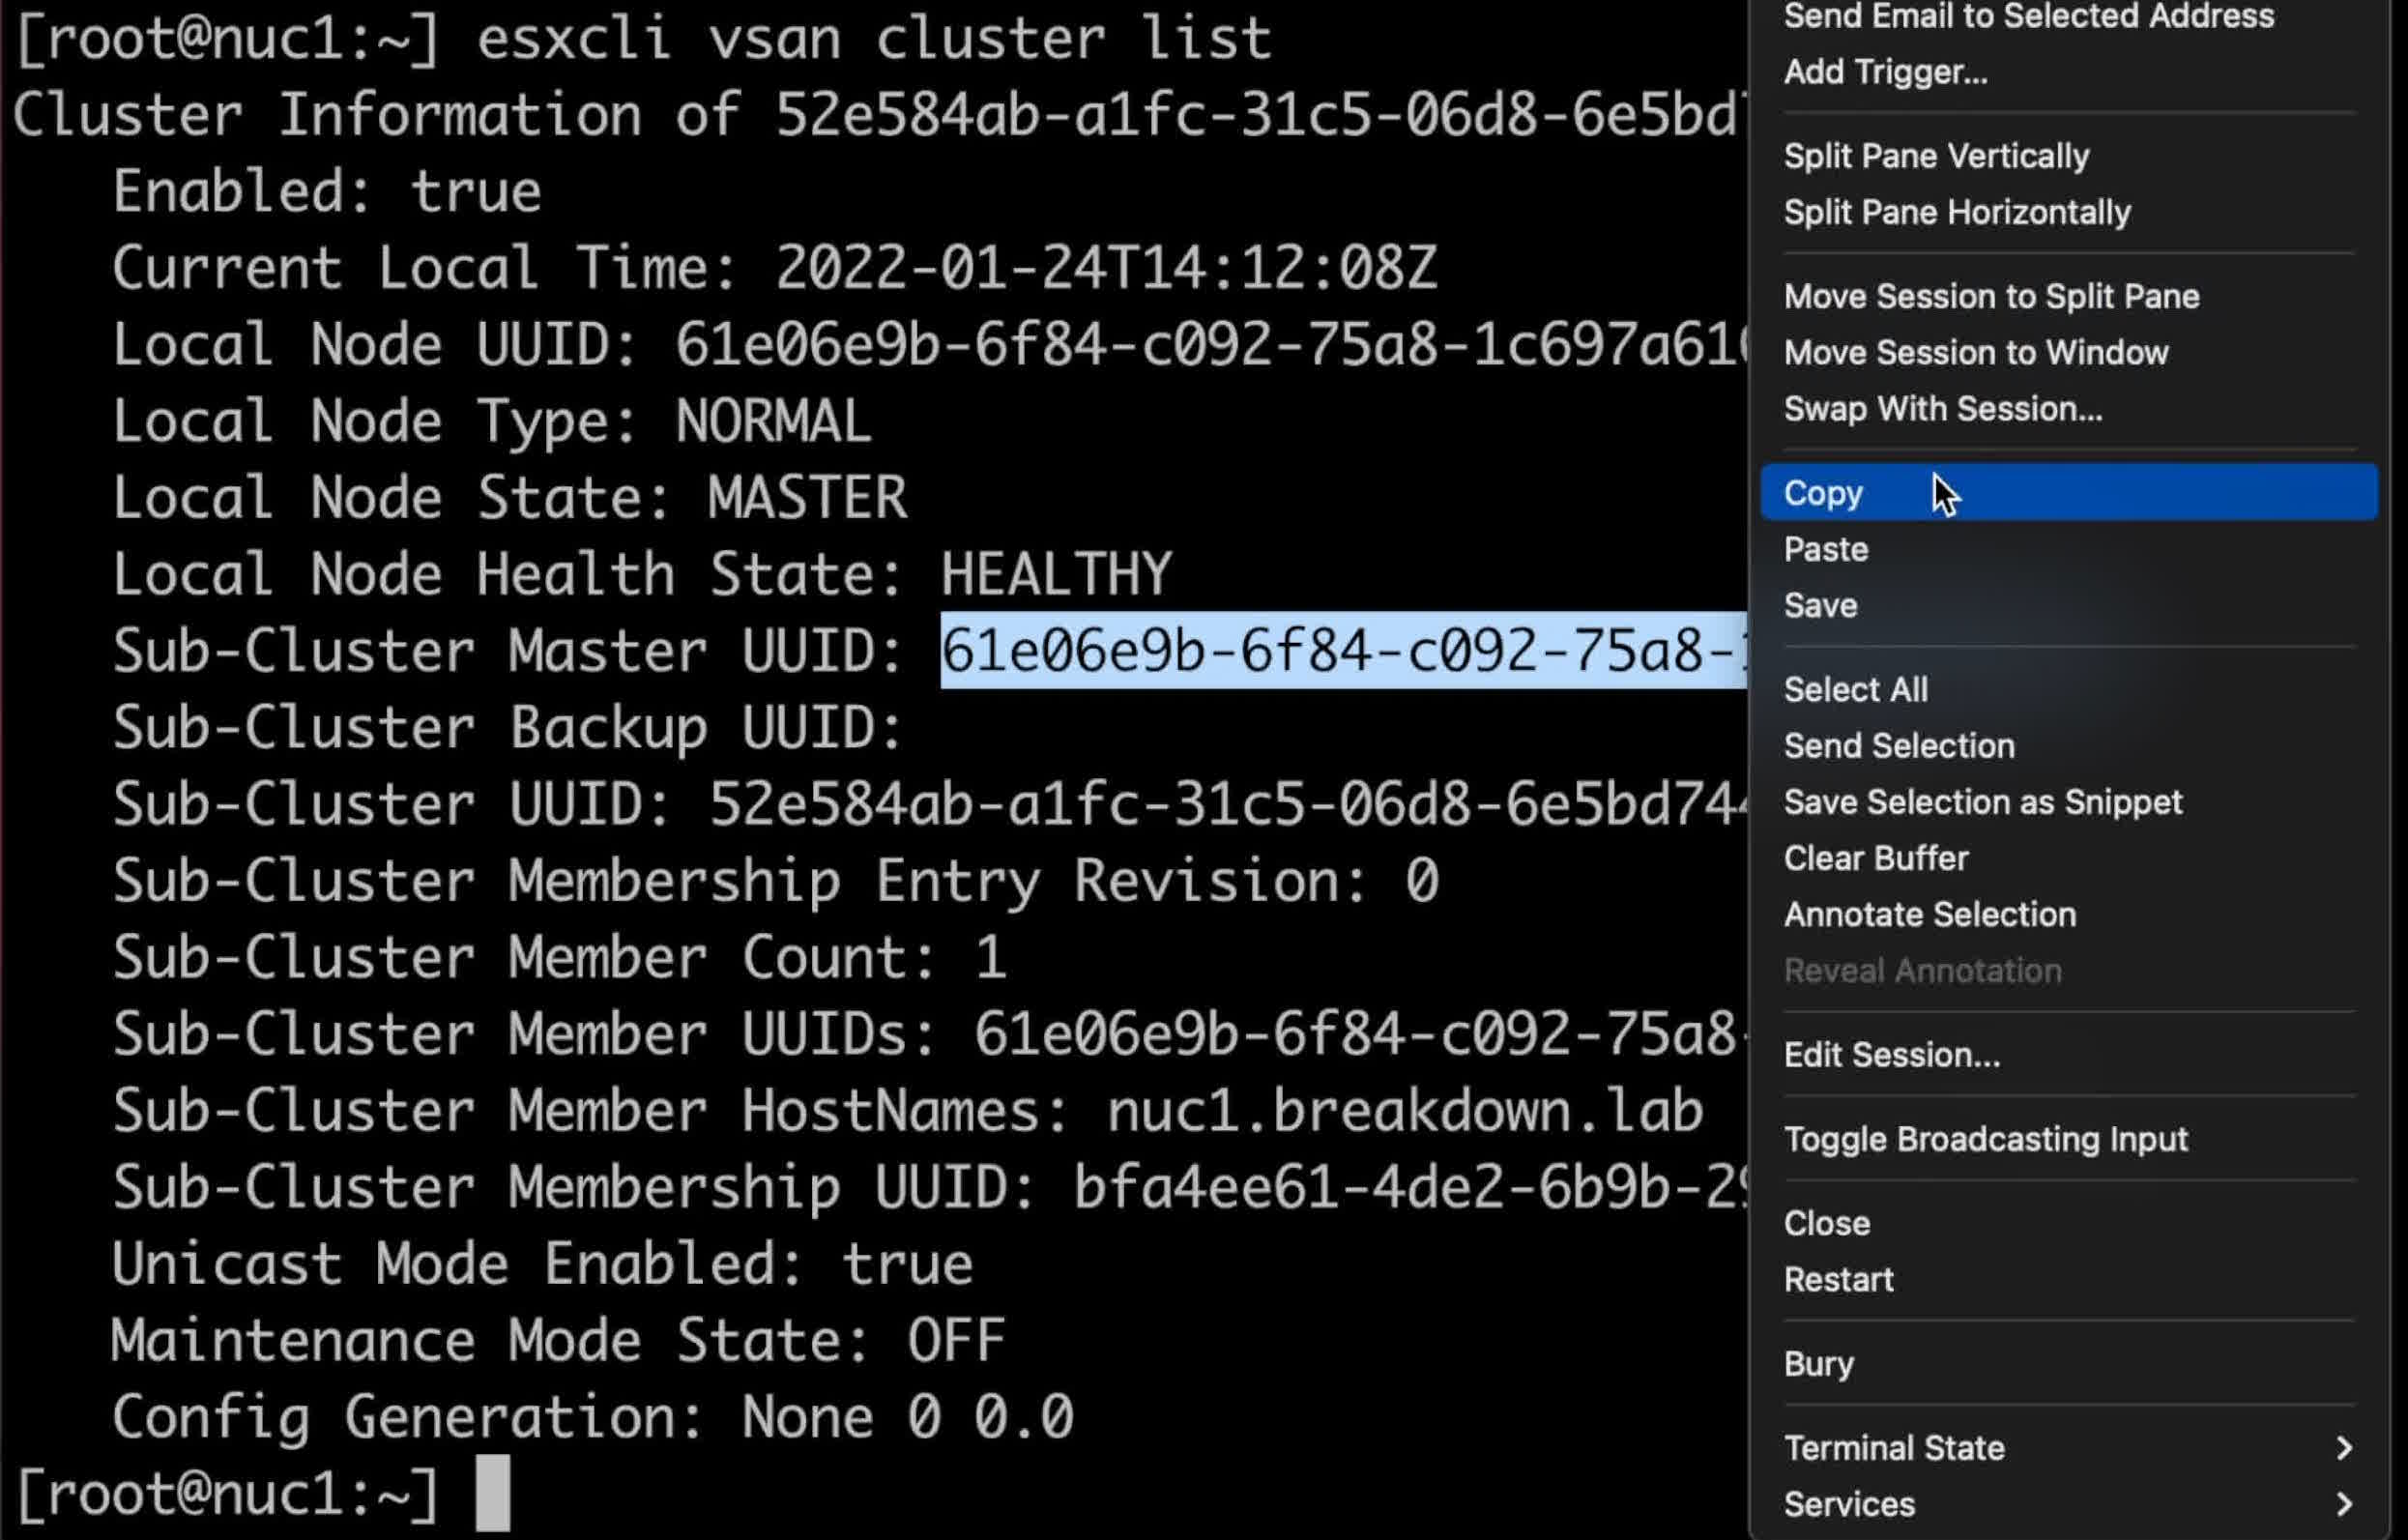 [root@nuc1:~] esxcli vsan cluster list
Cluster Information of 52e584ab-a1fc-31c5-06d8-6e5bd
Enabled: true
Current Local Time: 2022-01-24T14:12:08Z
Local Node UUID: 61e06e9b-6f84-c092-75a8-1c697a61
Local Node Type: NORMAL
Local Node State: MASTER
Local Node Health State: HEALTHY
Sub-Cluster Master UUID: 61e06e9b-6f84-c092-75a8-
Sub-Cluster Backup UUID:
Sub-Cluster UUID: 52e584ab-a1fc-31c5-06d8-6e5bd74
Sub-Cluster Membership Entry Revision: 0
Sub-Cluster Member Count: 1
Sub-Cluster Member UUIDs: 61e06e9b-6f84-c092-75a8-
Sub-Cluster Member HostNames: nuc1.breakdown.lab
Sub-Cluster Membership UUID: bfa4ee61-4de2-6b9b-2
Unicast Mode Enabled: true
Maintenance Mode State: OFF
Config Generation: None 0 0.0
[root@nuc1:~]
Send Email to Selected Address
Add Trigger...
Split Pane Vertically
Split Pane Horizontally
Move Session to Split Pane
Move Session to Window
Swap With Session...
Copy
Paste
Save
Select All
Send Selection
Save Selection as Snippet
Clear Buffer
Annotate Selection
Reveal Annotation
Edit Session...
Toggle Broadcasting Input
Close
Restart
Bury
Terminal State
Services